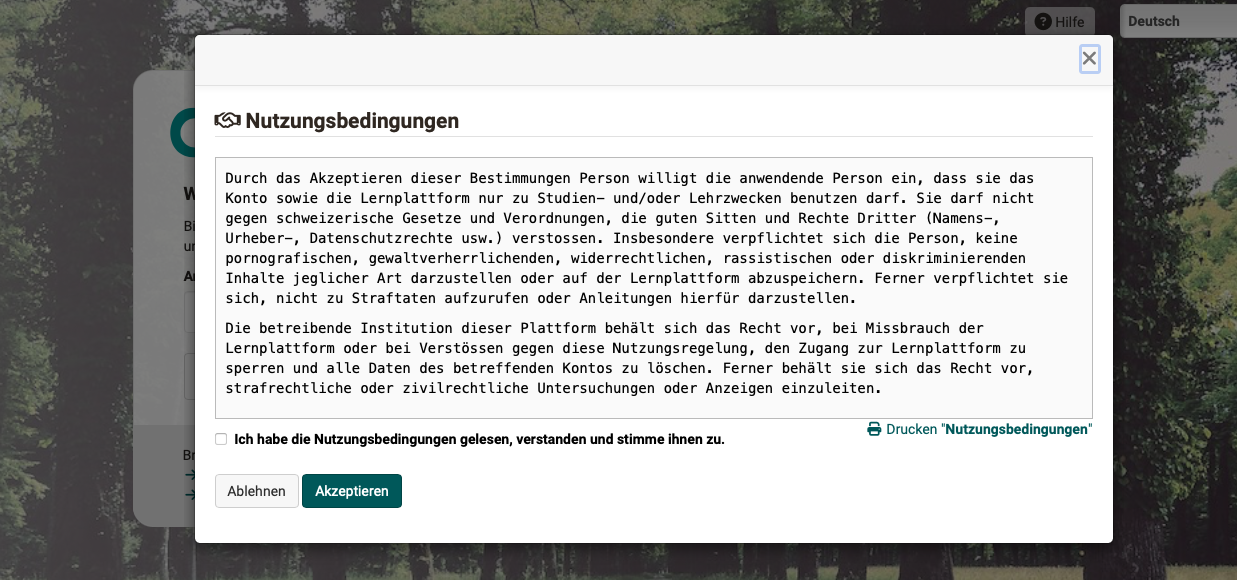 Hilfe
Deutsch
Nutzungsbedingungen
Durch das Akzeptieren dieser Bestimmungen Person willigt die anwendende Person ein, dass sie das
Konto sowie die Lernplattform nur zu Studien- und/oder Lehrzwecken benutzen darf. Sie darf nicht
gegen schweizerische Gesetze und Verordnungen, die guten Sitten und Rechte Dritter (Namens-,
Urheber-, Datenschutzrechte usw.) verstossen. Insbesondere verpflichtet sich die Person, keine
pornografischen, gewaltverherrlichenden, widerrechtlichen, rassistischen oder diskriminierenden
Inhalte jeglicher Art darzustellen oder auf der Lernplattform abzuspeichern. Ferner verpflichtet sie
sich, nicht zu Straftaten aufzurufen oder Anleitungen hierfür darzustellen.
Die betreibende Institution dieser Plattform behält sich das Recht vor, bei Missbrauch der
Lernplattform oder bei Verstössen gegen diese Nutzungsregelung, den Zugang zur Lernplattform zu
sperren und alle Daten des betreffenden Kontos zu löschen. Ferner behält sie sich das Recht vor,
strafrechtliche oder zivilrechtliche Untersuchungen oder Anzeigen einzuleiten.
Drucken "Nutzungsbedingungen"
Ich habe die Nutzungsbedingungen gelesen, verstanden und stimme ihnen zu.
Ablehnen
Akzeptieren